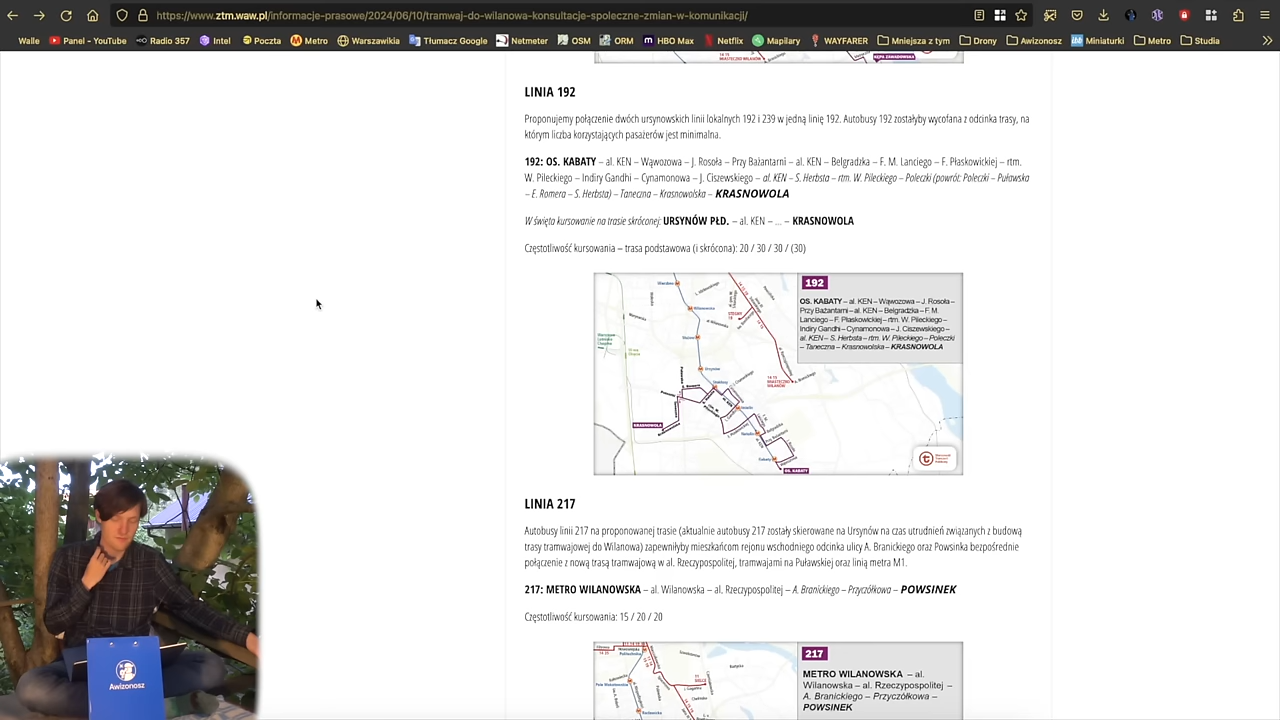 https://www.ztm.waw.pl/informacje-prasowe/2024/06/10/tramwaj-do-wilanowa-konsultacje-spoleczne-zmian-w-komunikacji/
Walle Panel - YouTube Radio 357 Intel Poczta Metro Warszawikia Tłumacz Google Netmeter OSM ORM HBO Max Netflix Mapilary WAYFARER Mniejsza z tym Drony Awizonosz Miniaturki Metro Studia
LINIA 192
Proponujemy połączenie dwóch ursynowskich linii lokalnych 192 i 239 w jedną linię 192. Autobusy 192 zostałyby wycofana z odcinka trasy, na
którym liczba korzystających pasażerów jest minimalna.
192: OS. KABATY – al. KEN – Wąwozowa – J. Rosoła – Przy Bażantarni – al. KEN – Belgradzka – F. M. Lanciego – F. Płaskowickiej – rtm.
W. Pileckiego – Indiry Gandhi – Cynamonowa – J. Ciszewskiego – al. KEN – S. Herbsta – rtm. W. Pileckiego – Poleczki (powrót: Poleczki – Puławska
– E. Romera – S. Herbsta) – Taneczna – Krasnowolska – KRASNOWOLA
W święta kursowanie na trasie skróconej: URSYNÓW PŁD. – al. KEN – ... – KRASNOWOLA
Częstotliwość kursowania – trasa podstawowa (i skrócona): 20 / 30 / 30 / (30)
192
OS. KABATY – al. KEN – Wąwozowa – J. Rosoła –
Przy Bażantarni – al. KEN – Belgradzka – F. M.
Lanciego – F. Płaskowickiej – rtm. W. Pileckiego –
Indiry Gandhi – Cynamonowa – J. Ciszewskiego –
al. KEN – S. Herbsta – rtm. W. Pileckiego – Poleczki
– Taneczna – Krasnowolska – KRASNOWOLA
Wilanowska
KRASNOWOLA
OS. KABATY
LINIA 217
Autobusy linii 217 na proponowanej trasie (aktualnie autobusy 217 zostały skierowane na Ursynów na czas utrudnień związanych z budową
trasy tramwajowej do Wilanowa) zapewniłyby mieszkańcom rejonu wschodniego odcinka ulicy A. Branickiego oraz Powsinka bezpośrednie
połączenie z nową trasą tramwajową w al. Rzeczypospolitej, tramwajami na Puławskiej oraz linią metra M1.
217: METRO WILANOWSKA – al. Wilanowska – al. Rzeczypospolitej – A. Branickiego – Przyczółkowa – POWSINEK
Częstotliwość kursowania: 15 / 20 / 20
217
METRO WILANOWSKA – al.
Wilanowska – al. Rzeczypospolitej –
A. Branickiego – Przyczółkowa –
POWSINEK
Awizonosz